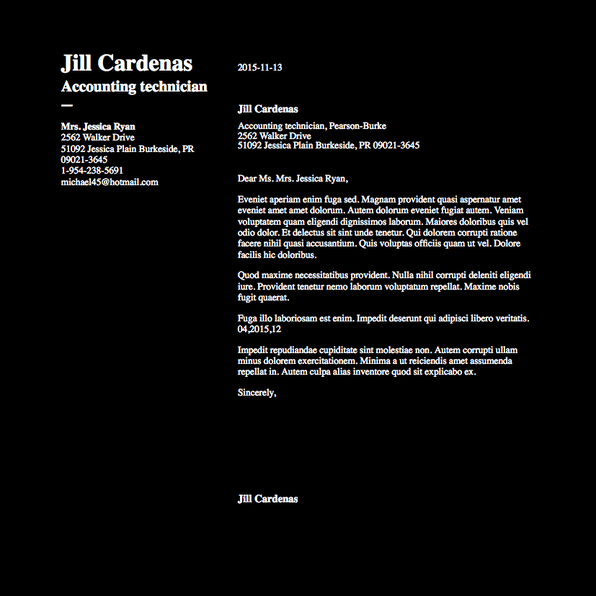 Jill Cardenas
Accounting technician
—
Mrs. Jessica Ryan
2562 Walker Drive
51092 Jessica Plain Burkeside, PR
09021-3645
1-954-238-5691
michael45@hotmail.com
2015-11-13
Jill Cardenas
Accounting technician, Pearson-Burke
2562 Walker Drive
51092 Jessica Plain Burkeside, PR 09021-3645
Dear Ms. Mrs. Jessica Ryan,
Eveniet aperiam enim fuga sed. Magnam provident quasi aspernatur amet
eveniet amet amet dolorum. Autem dolorum eveniet fugiat autem. Veniam
voluptatem quam eligendi dignissimos laborum. Maiores doloribus quis vel
odio dolor. Et delectus sit sint unde tenetur. Qui dolorem corrupti ratione
facere nihil quasi accusantium. Quis voluptas officiis quam ut vel. Dolore
facilis hic doloribus.
Quod maxime necessitatibus provident. Nulla nihil corrupti deleniti eligendi
iure. Provident tenetur nemo laborum voluptatum repellat. Maxime nobis
fugit quaerat.
Fuga illo laboriosam est enim. Impedit deserunt qui adipisci libero veritatis.
04,2015,12
Impedit repudiandae cupiditate sint molestiae non. Autem corrupti ullam
minus dolorem exercitationem. Minima a ut reiciendis amet assumenda
repellat in. Autem culpa alias inventore quod sit explicabo ex.
Sincerely,
Jill Cardenas